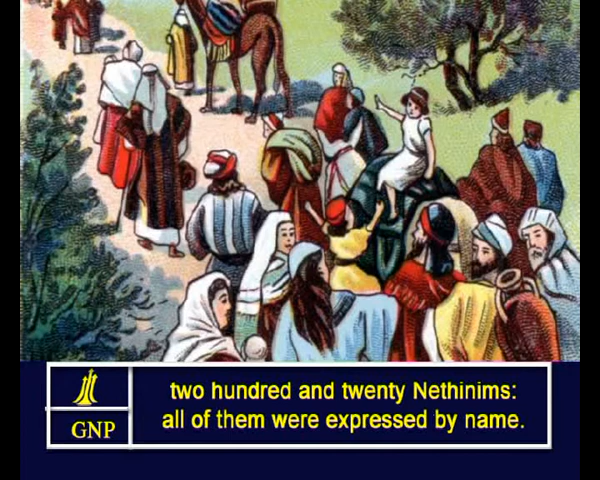 two hundred and twenty Nethinims:
all of them were expressed by name.
GNP